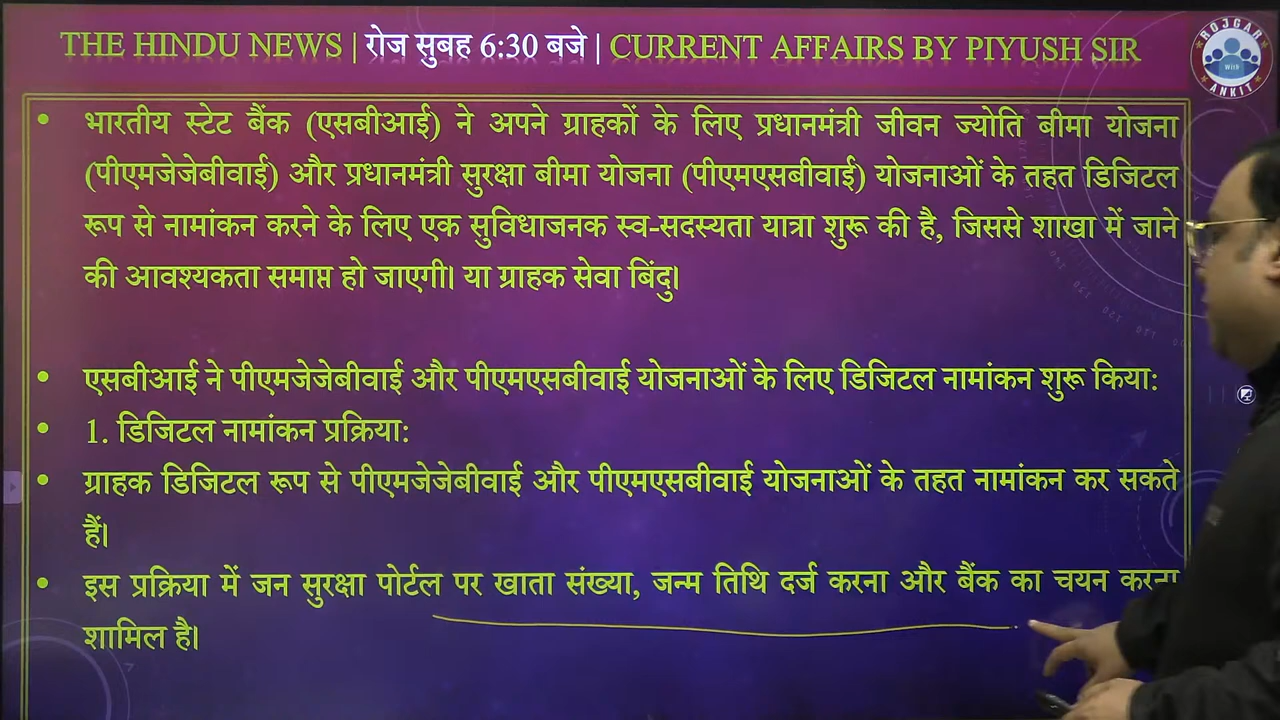 THE HINDU NEWS | रोज सुबह 6:30 बजे | CURRENT AFFAIRS BY PIYUSH SIR
ROJGAR
WITH
ANKIT
• भारतीय स्टेट बैंक (एसबीआई) ने अपने ग्राहकों के लिए प्रधानमंत्री जीवन ज्योति बीमा योजना
(पीएमजेजेबीवाई) और प्रधानमंत्री सुरक्षा बीमा योजना (पीएमएसबीवाई) योजनाओं के तहत डिजिटल
रूप से नामांकन करने के लिए एक सुविधाजनक स्व-सदस्यता यात्रा शुरू की है, जिससे शाखा में जाने
की आवश्यकता समाप्त हो जाएगी। या ग्राहक सेवा बिंदु।
• एसबीआई ने पीएमजेजेबीवाई और पीएमएसबीवाई योजनाओं के लिए डिजिटल नामांकन शुरू किया:
• 1. डिजिटल नामांकन प्रक्रिया:
• ग्राहक डिजिटल रूप से पीएमजेजेबीवाई और पीएमएसबीवाई योजनाओं के तहत नामांकन कर सकते
हैं।
• इस प्रक्रिया में जन सुरक्षा पोर्टल पर खाता संख्या, जन्म तिथि दर्ज करना और बैंक का चयन करना
शामिल है।